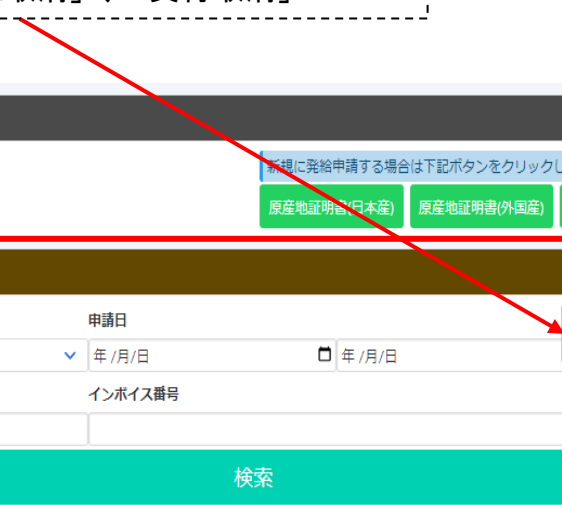 新規に発給申請する場合は下記ボタンをクリックし
原産地証明書(日本産) 原産地証明書(外国産)
申請日
年 /月/日 年 /月/日
インボイス番号
検索